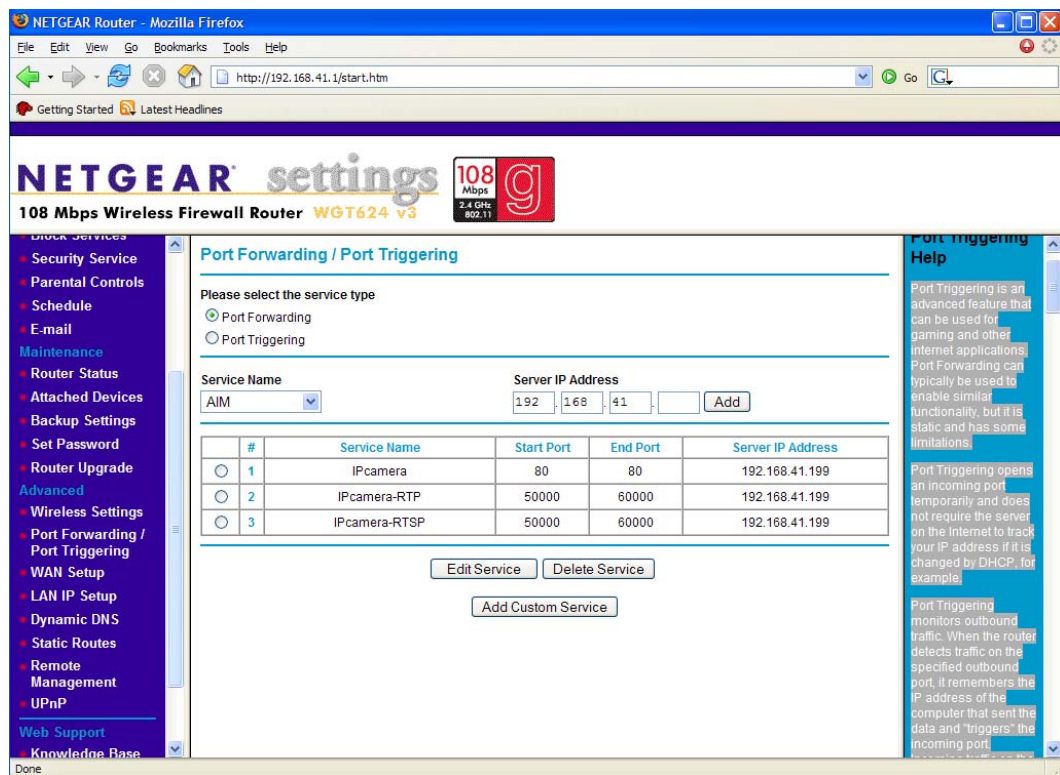 NETGEAR Router - Mozilla Firefox
File Edit View Go Bookmarks Tools Help
http://192.168.41.1/start.htm
Go
G
Getting Started Latest Headlines
NETGEAR settings
108 Mbps 2.4 GHz 802.11 g
108 Mbps Wireless Firewall Router WGT624 v3
Block Services
Security Service
Parental Controls
Schedule
E-mail
Maintenance
Router Status
Attached Devices
Backup Settings
Set Password
Router Upgrade
Advanced
Wireless Settings
Port Forwarding /
Port Triggering
WAN Setup
LAN IP Setup
Dynamic DNS
Static Routes
Remote
Management
UPnP
Web Support
Knowledge Base
Port Forwarding / Port Triggering
Please select the service type
Port Forwarding
Port Triggering
Service Name Server IP Address
AIM 192 . 168 . 41 . Add
# Service Name Start Port End Port Server IP Address
1 IPcamera 80 80 192.168.41.199
2 IPcamera-RTP 50000 60000 192.168.41.199
3 IPcamera-RTSP 50000 60000 192.168.41.199
Edit Service Delete Service
Add Custom Service
Port Triggering
Help
Port Triggering is an
advanced feature that
can be used for
gaming and other
internet applications.
Port Forwarding can
typically be used to
enable similar
functionality, but it is
static and has some
limitations.
Port Triggering opens
an incoming port
temporarily and does
not require the server
on the Internet to track
your IP address if it is
changed by DHCP, for
example.
Port Triggering
monitors outbound
traffic. When the router
detects traffic on the
specified outbound
port, it remembers the
IP address of the
computer that sent the
data and "triggers" the
incoming port.
Done